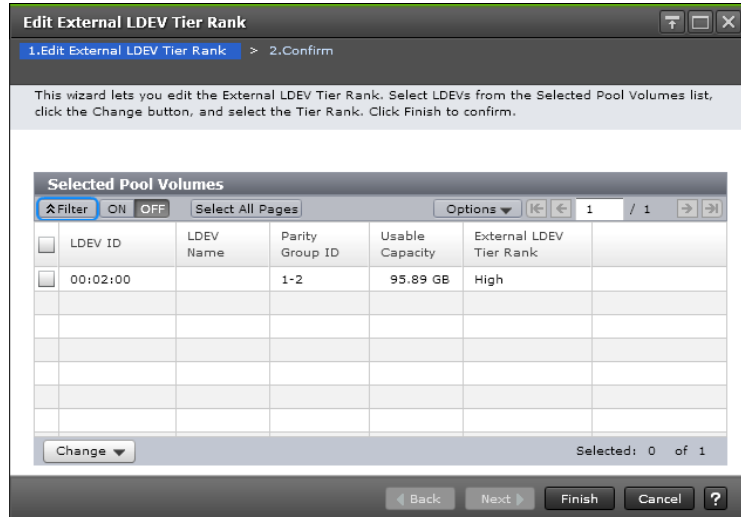 Edit External LDEV Tier Rank
1.Edit External LDEV Tier Rank > 2.Confirm
This wizard lets you edit the External LDEV Tier Rank. Select LDEVs from the Selected Pool Volumes list,
click the Change button, and select the Tier Rank. Click Finish to confirm.
Selected Pool Volumes
Filter ON OFF Select All Pages Options 1 / 1
LDEV ID LDEV Name Parity Group ID Usable Capacity External LDEV Tier Rank
00:02:00 1-2 95.89 GB High
Change Selected: 0 of 1
Back Next Finish Cancel ?